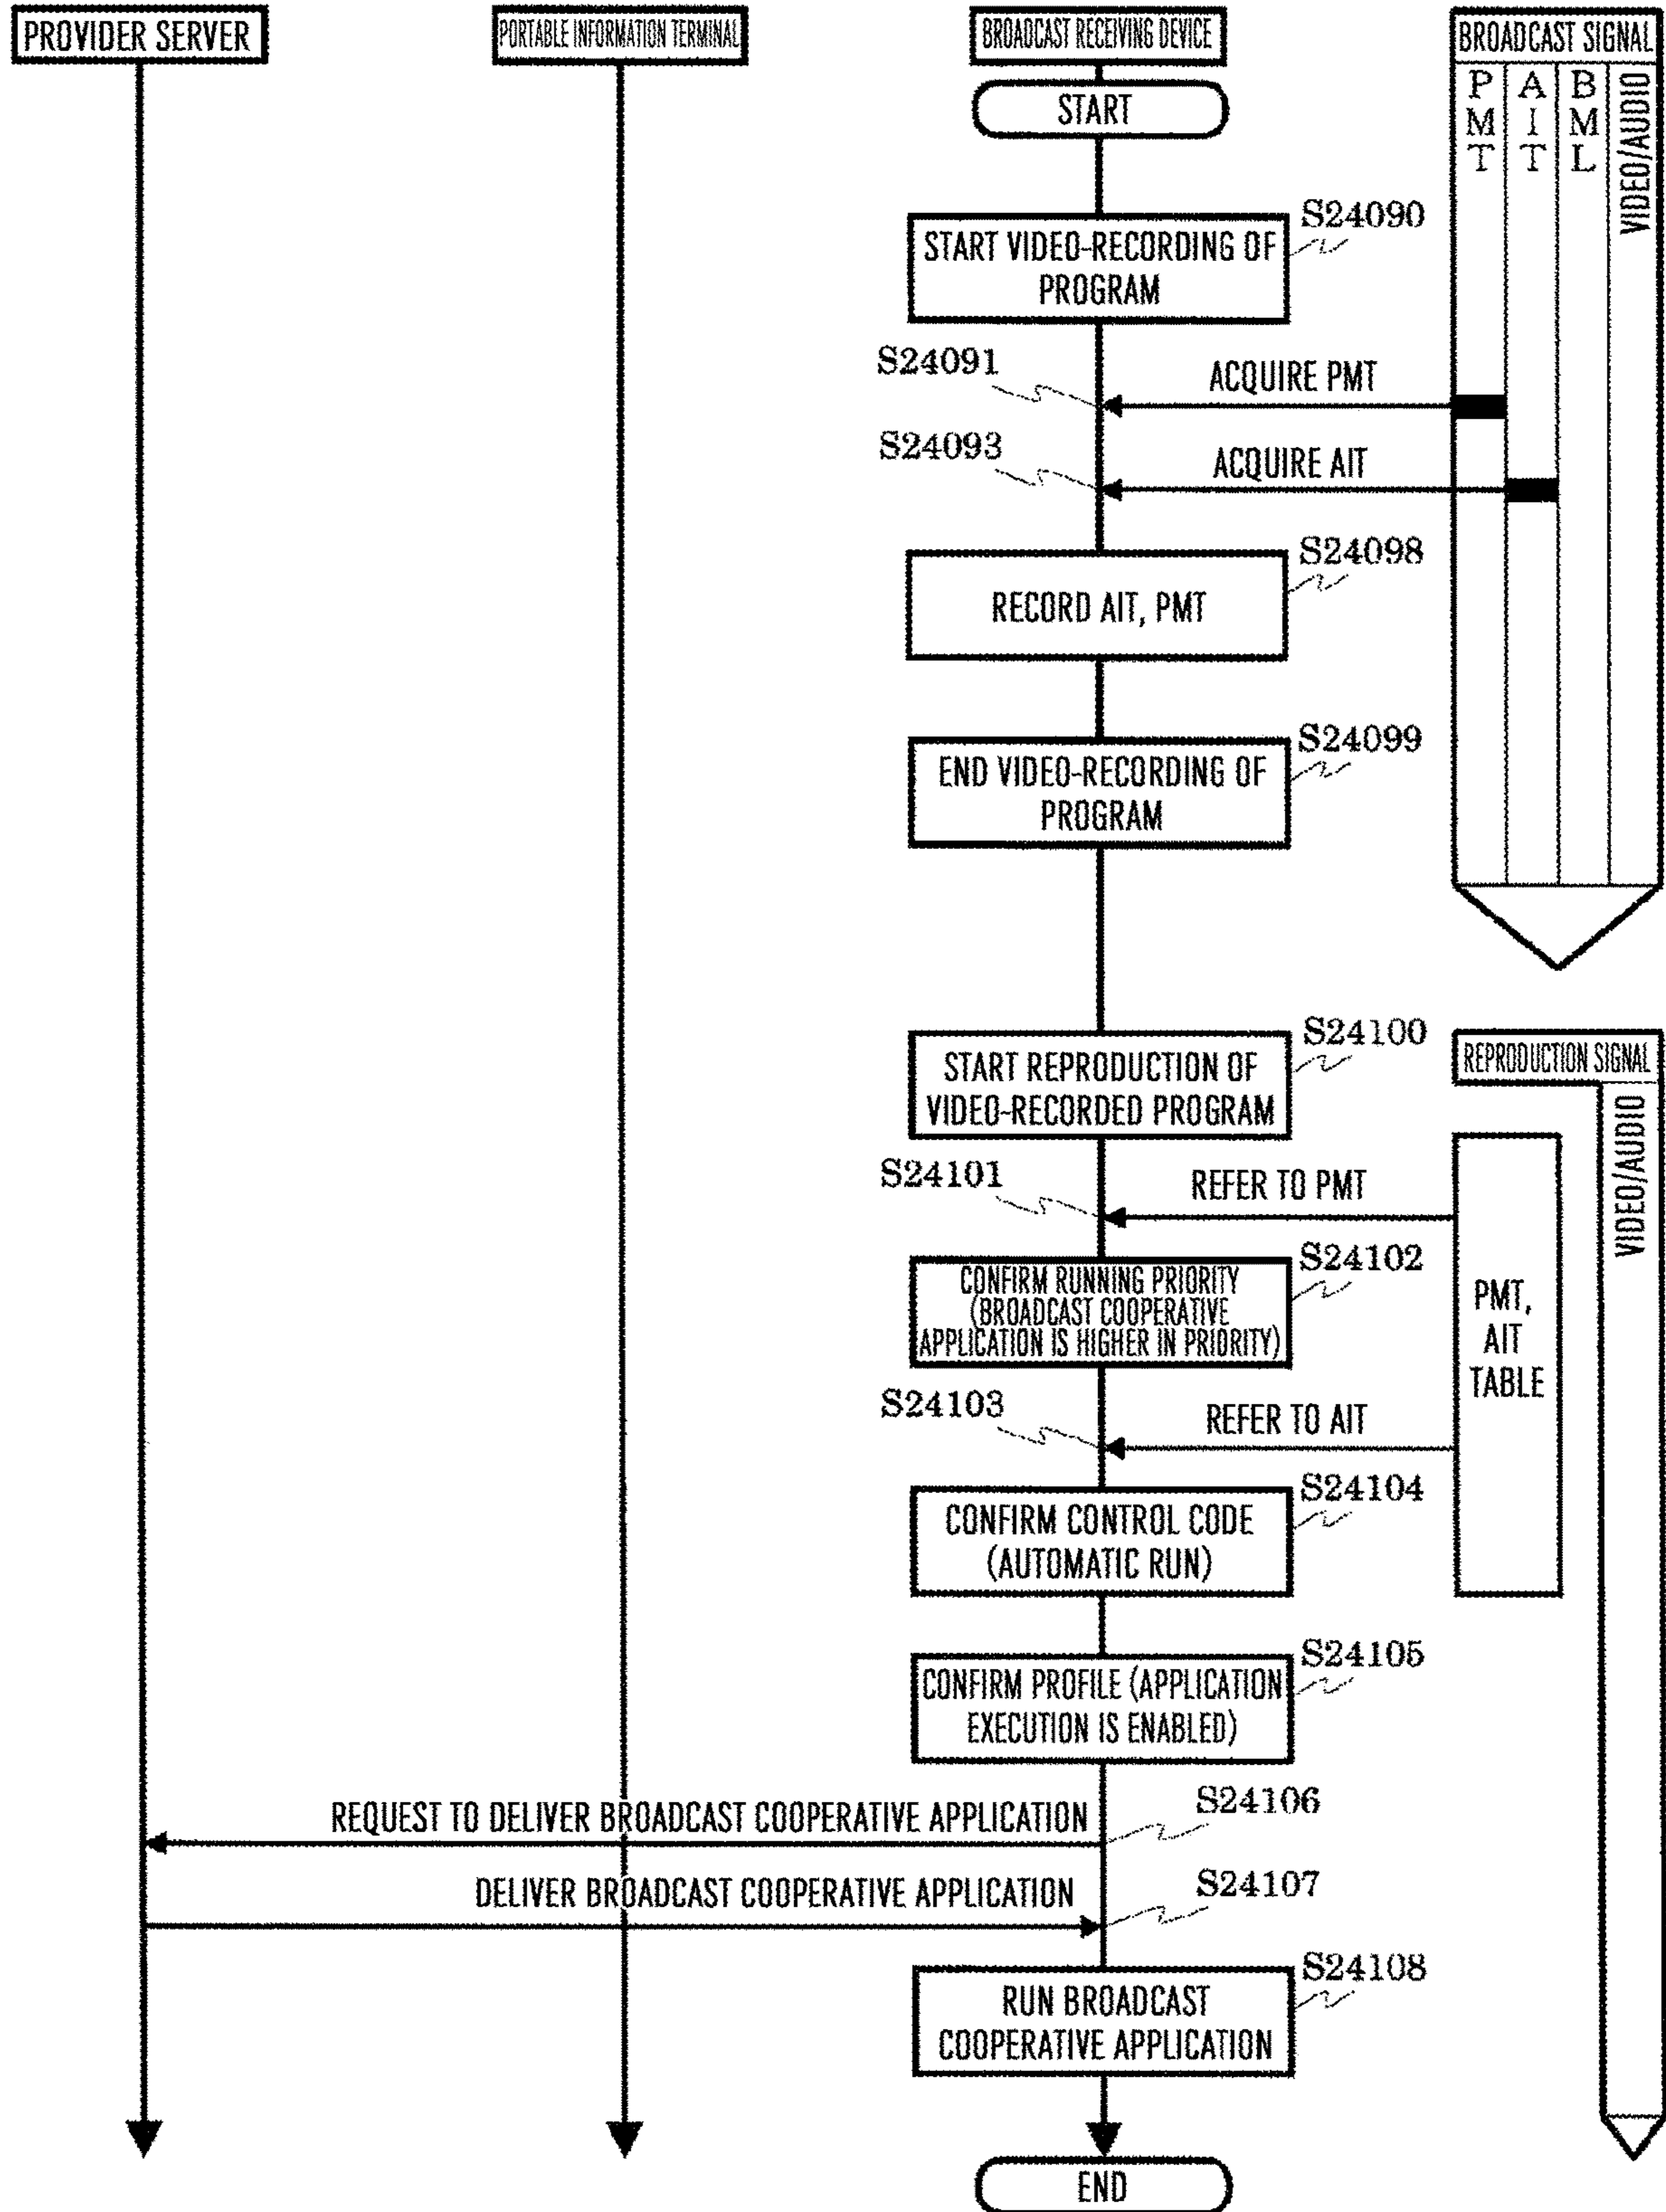 PROVIDER SERVER
PORTABLE INFORMATION TERMINAL
BROADCAST RECEIVING DEVICE
BROADCAST SIGNAL
PMT
AIT
BML
VIDEO/AUDIO
START
S24090
START VIDEO-RECORDING OF
PROGRAM
S24091
ACQUIRE PMT
S24093
ACQUIRE AIT
S24098
RECORD AIT, PMT
S24099
END VIDEO-RECORDING OF
PROGRAM
S24100
START REPRODUCTION OF
VIDEO-RECORDED PROGRAM
REPRODUCTION SIGNAL
VIDEO/AUDIO
S24101
REFER TO PMT
S24102
CONFIRM RUNNING PRIORITY
(BROADCAST COOPERATIVE
APPLICATION IS HIGHER IN PRIORITY)
PMT,
AIT
TABLE
S24103
REFER TO AIT
S24104
CONFIRM CONTROL CODE
(AUTOMATIC RUN)
S24105
CONFIRM PROFILE (APPLICATION
EXECUTION IS ENABLED)
S24106
REQUEST TO DELIVER BROADCAST COOPERATIVE APPLICATION
S24107
DELIVER BROADCAST COOPERATIVE APPLICATION
S24108
RUN BROADCAST
COOPERATIVE APPLICATION
END